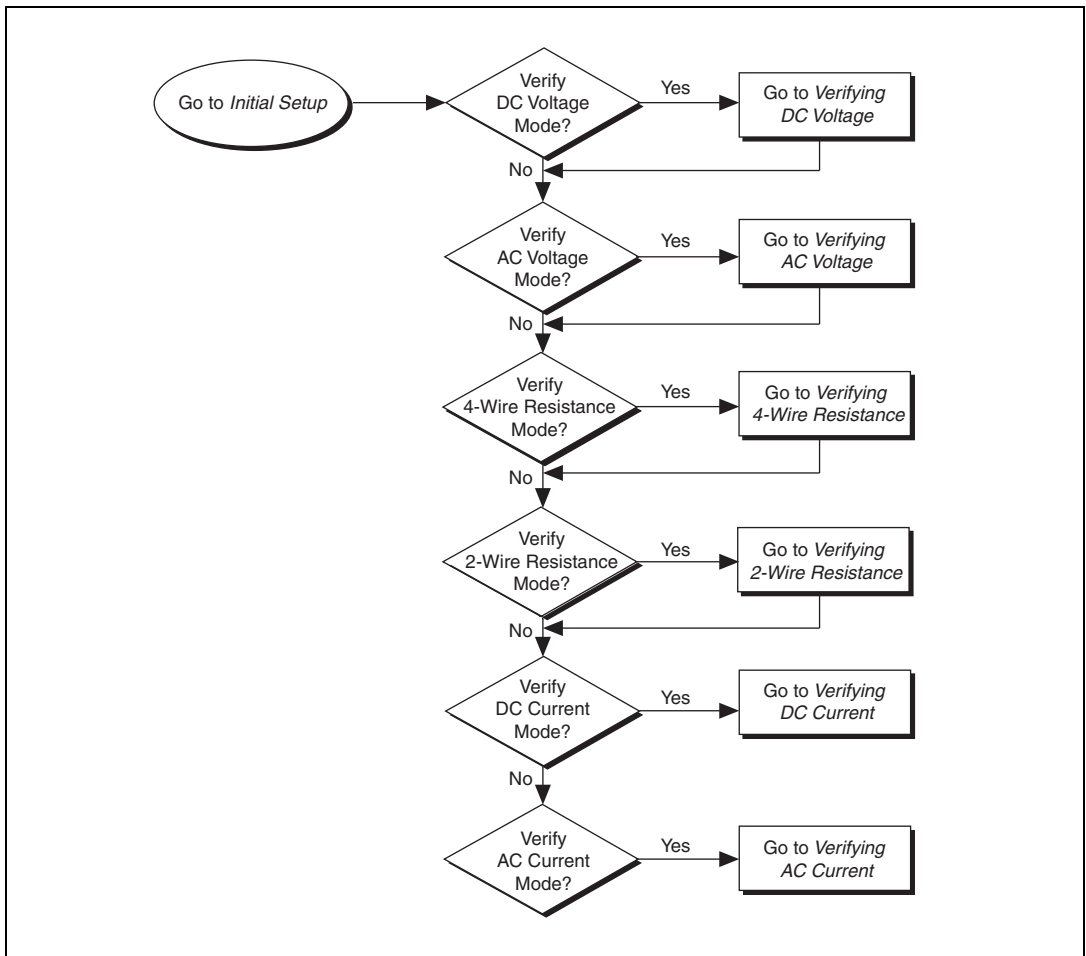 Go to Initial Setup
Verify
DC Voltage
Mode?
Yes
Go to Verifying
DC Voltage
No
Verify
AC Voltage
Mode?
Yes
Go to Verifying
AC Voltage
No
Verify
4-Wire Resistance
Mode?
Yes
Go to Verifying
4-Wire Resistance
No
Verify
2-Wire Resistance
Mode?
Yes
Go to Verifying
2-Wire Resistance
No
Verify
DC Current
Mode?
Yes
Go to Verifying
DC Current
No
Verify
AC Current
Mode?
Yes
Go to Verifying
AC Current